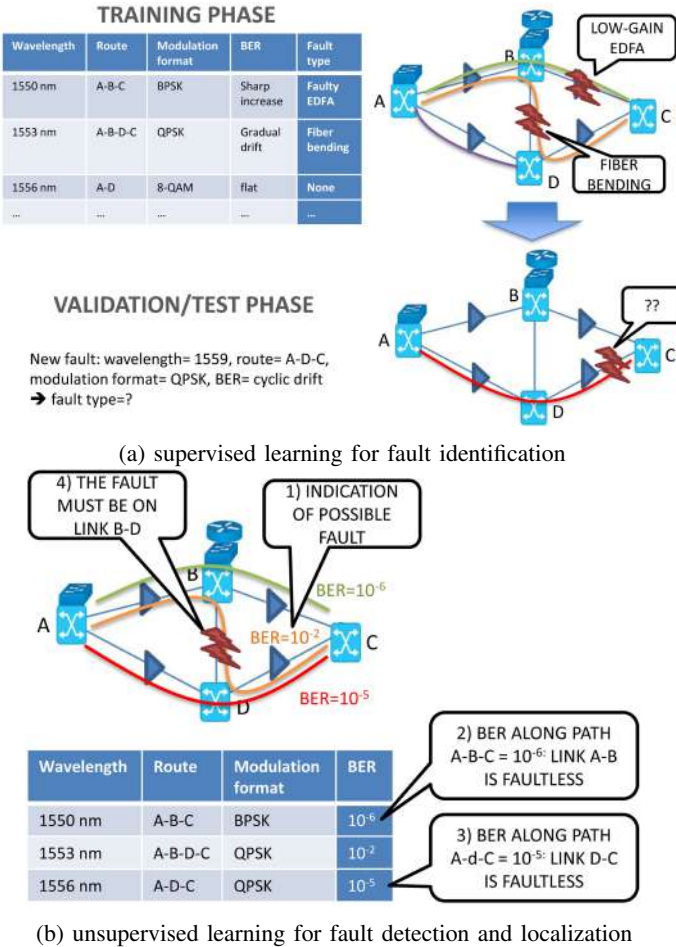 TRAINING PHASE
Wavelength Route Modulation format BER Fault type
1550 nm A-B-C BPSK Sharp increase Faulty EDFA
1553 nm A-B-D-C QPSK Gradual drift Fiber bending
1556 nm A-D 8-QAM flat None
... ... ... ... ...
LOW-GAIN
EDFA
B
A
C
D
FIBER
BENDING
VALIDATION/TEST PHASE
New fault: wavelength= 1559, route= A-D-C,
modulation format= QPSK, BER= cyclic drift
➔ fault type=?
??
B
A
C
D
(a) supervised learning for fault identification
4) THE FAULT
MUST BE ON
LINK B-D
1) INDICATION
OF POSSIBLE
FAULT
B
BER=10⁻⁶
A
BER=10⁻²
C
D
BER=10⁻⁵
Wavelength Route Modulation format BER
1550 nm A-B-C BPSK 10⁻⁶
1553 nm A-B-D-C QPSK 10⁻²
1556 nm A-D-C QPSK 10⁻⁵
2) BER ALONG PATH
A-B-C = 10⁻⁶: LINK A-B
IS FAULTLESS
3) BER ALONG PATH
A-d-C = 10⁻⁵: LINK D-C
IS FAULTLESS
(b) unsupervised learning for fault detection and localization